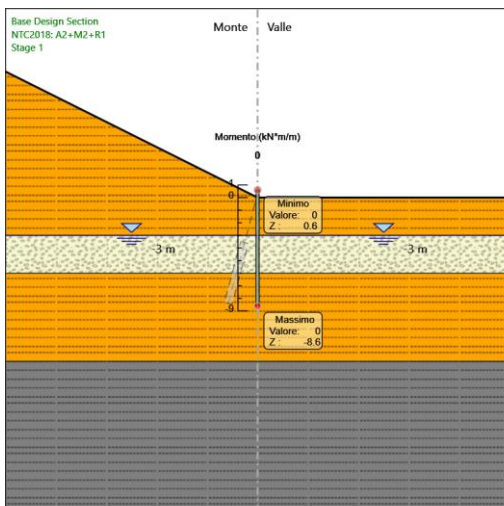 Base Design Section
NTC2018: A2+M2+R1
Stage 1
Monte
Valle
Momento (kN*m/m)
0
1
0
Minimo
Valore: 0
Z : 0.6
3 m
3 m
-9
Massimo
Valore: 0
Z : -8.6